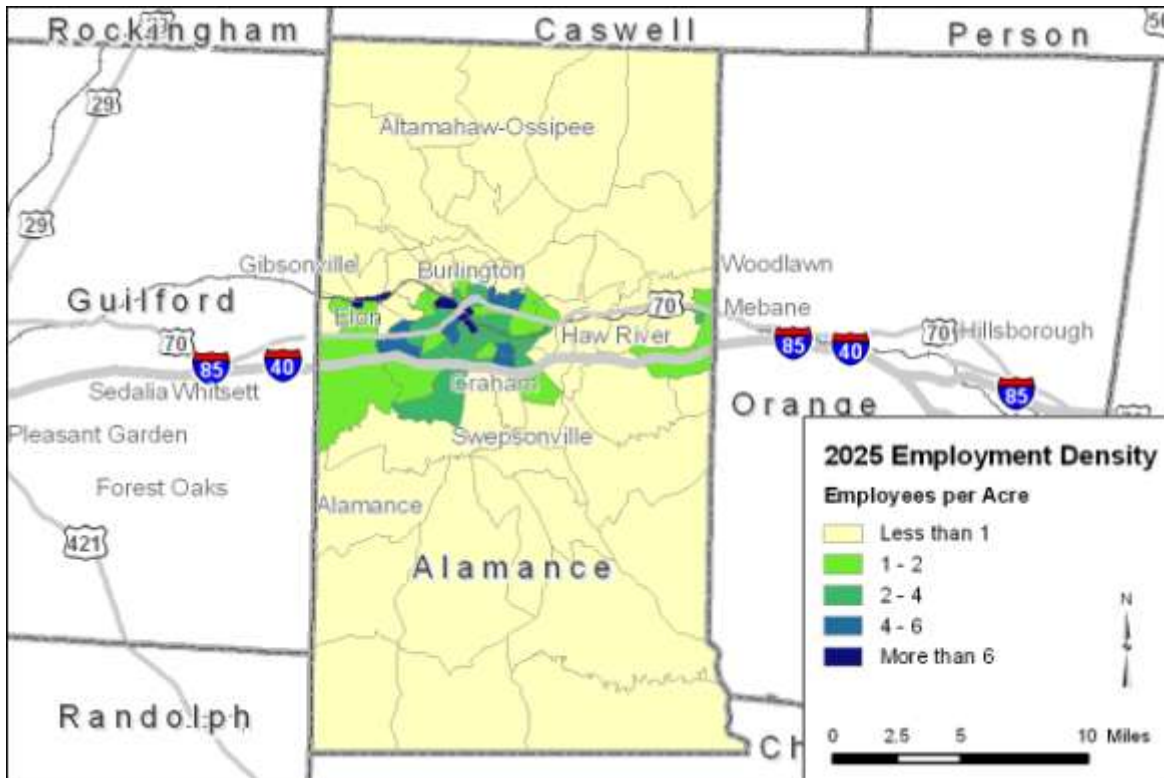 Rockingham
Caswell
Person
29
Altamahaw-Ossipee
29
Gibsonville
Burlington
Woodlawn
Guilford
Elon
70
Mebane
70
Haw River
70
Hillsborough
85
40
85
40
Sedalia Whitsett
Graham
85
Orange
Pleasant Garden
Swepsonville
Forest Oaks
Alamance
421
Alamance
Randolph
Ch
2025 Employment Density
Employees per Acre
Less than 1
1 - 2
2 - 4
4 - 6
More than 6
N
0 2.5 5 10 Miles